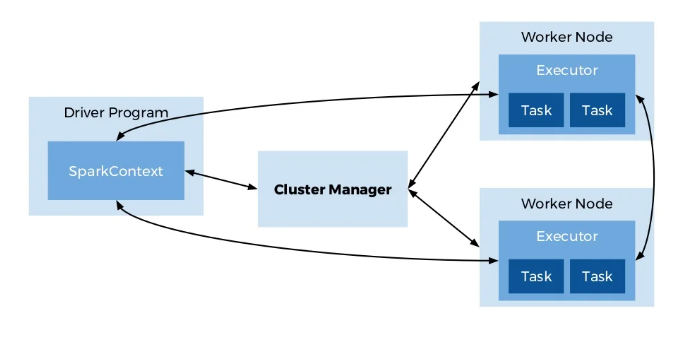 Driver Program
SparkContext
Cluster Manager
Worker Node
Executor
Task Task
Worker Node
Executor
Task Task